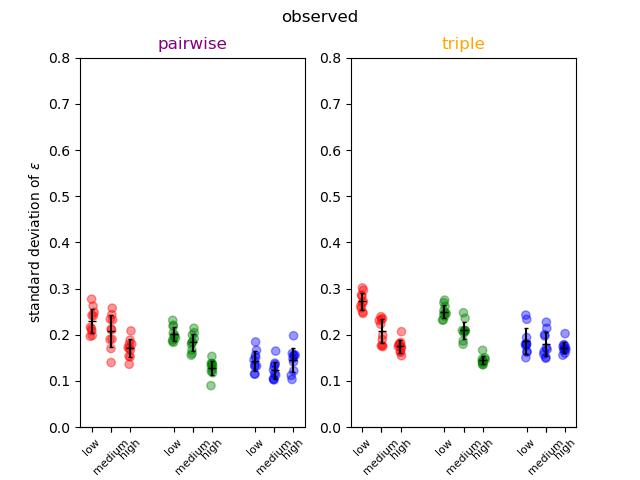 observed
pairwise
triple
standard deviation of ε
0.8
0.7
0.6
0.5
0.4
0.3
0.2
0.1
0.0
low
medium
high
low
medium
high
low
medium
high
0.8
0.7
0.6
0.5
0.4
0.3
0.2
0.1
0.0
low
medium
high
low
medium
high
low
medium
high